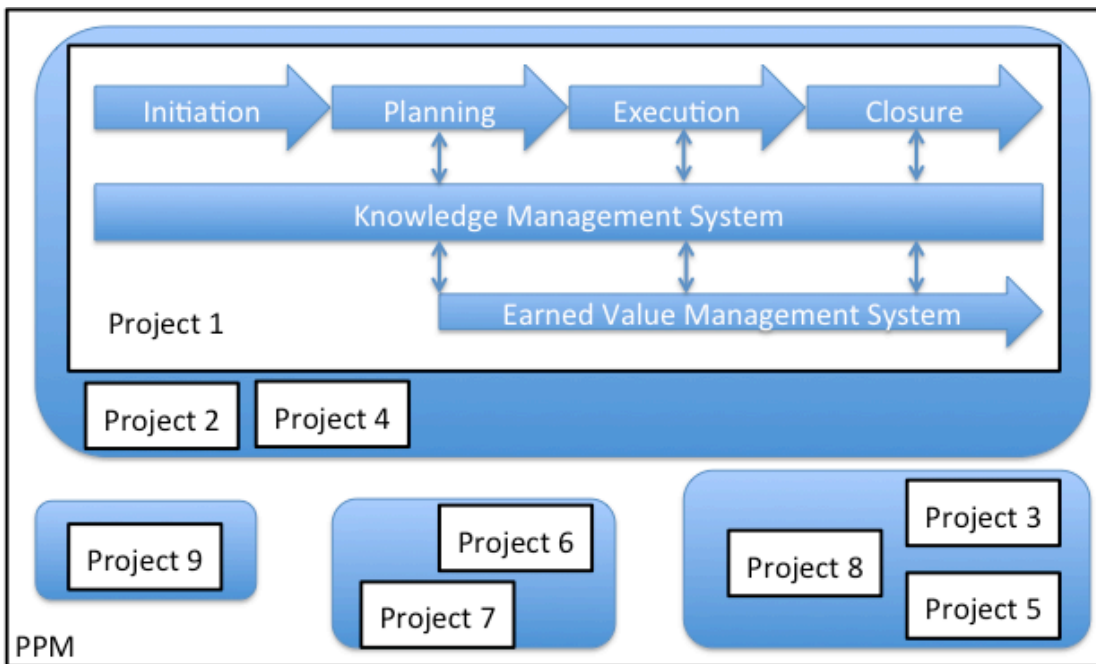 Initiation
Planning
Execution
Closure
Knowledge Management System
Earned Value Management System
Project 1
Project 2
Project 4
Project 9
Project 6
Project 7
Project 8
Project 3
Project 5
PPM